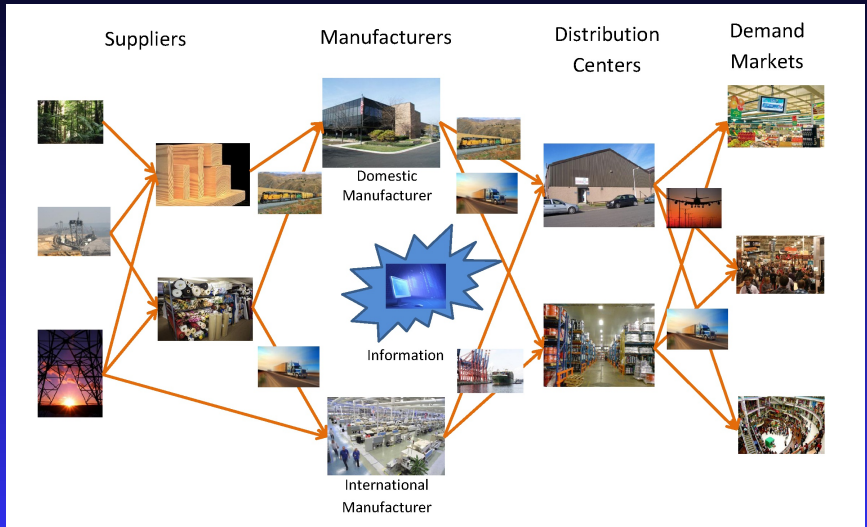 Suppliers
Manufacturers
Distribution
Centers
Demand
Markets
Domestic
Manufacturer
Information
International
Manufacturer